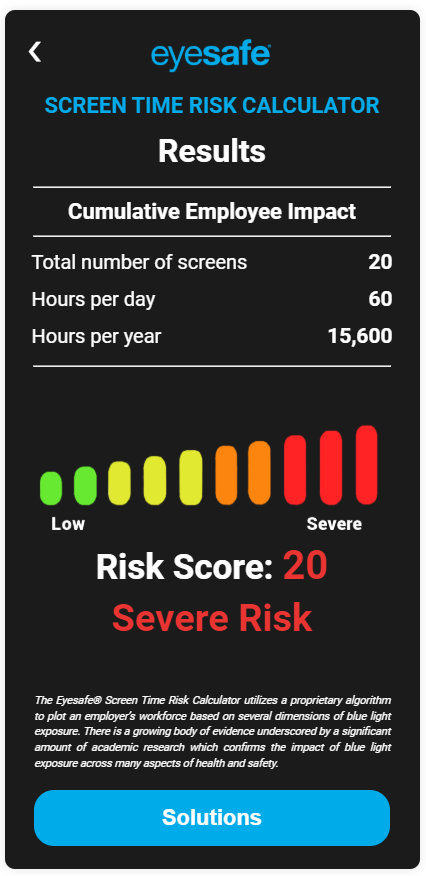 eyesafe®
SCREEN TIME RISK CALCULATOR
Results
Cumulative Employee Impact
Total number of screens 20
Hours per day 60
Hours per year 15,600
Low Severe
Risk Score: 20
Severe Risk
The Eyesafe® Screen Time Risk Calculator utilizes a proprietary algorithm
to plot an employer's workforce based on several dimensions of blue light
exposure. There is a growing body of evidence underscored by a significant
amount of academic research which confirms the impact of blue light
exposure across many aspects of health and safety.
Solutions